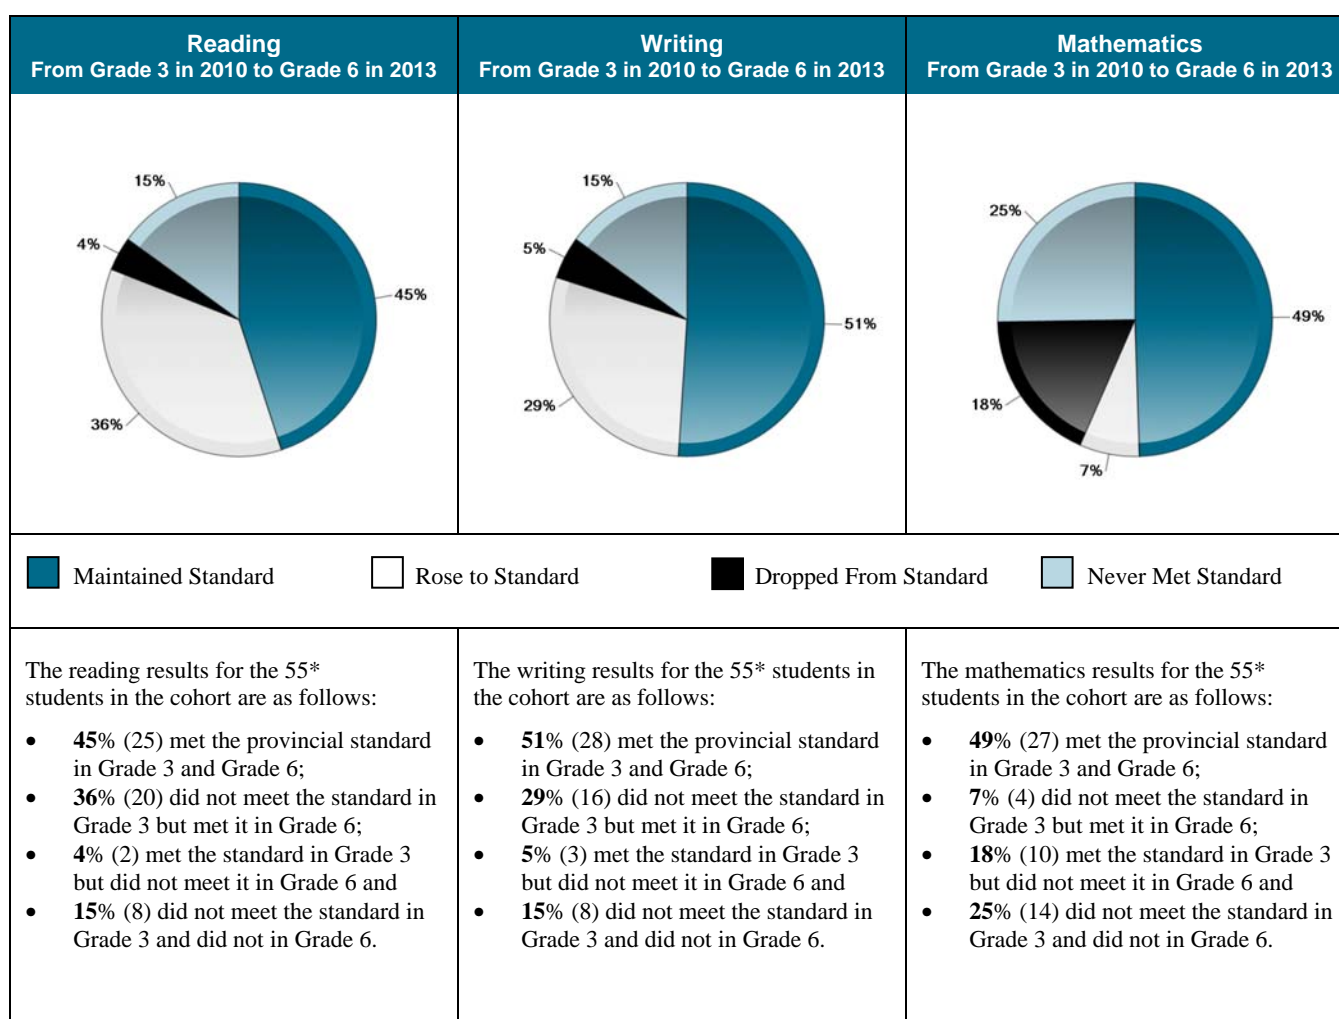 Reading
From Grade 3 in 2010 to Grade 6 in 2013
Writing
From Grade 3 in 2010 to Grade 6 in 2013
Mathematics
From Grade 3 in 2010 to Grade 6 in 2013
15%
4%
45%
36%
15%
5%
51%
29%
25%
49%
18%
7%
Maintained Standard
Rose to Standard
Dropped From Standard
Never Met Standard
The reading results for the 55*
students in the cohort are as follows:
• 45% (25) met the provincial standard
in Grade 3 and Grade 6;
• 36% (20) did not meet the standard in
Grade 3 but met it in Grade 6;
• 4% (2) met the standard in Grade 3
but did not meet it in Grade 6 and
• 15% (8) did not meet the standard in
Grade 3 and did not in Grade 6.
The writing results for the 55* students in
the cohort are as follows:
• 51% (28) met the provincial standard
in Grade 3 and Grade 6;
• 29% (16) did not meet the standard in
Grade 3 but met it in Grade 6;
• 5% (3) met the standard in Grade 3
but did not meet it in Grade 6 and
• 15% (8) did not meet the standard in
Grade 3 and did not in Grade 6.
The mathematics results for the 55*
students in the cohort are as follows:
• 49% (27) met the provincial standard
in Grade 3 and Grade 6;
• 7% (4) did not meet the standard in
Grade 3 but met it in Grade 6;
• 18% (10) met the standard in Grade 3
but did not meet it in Grade 6 and
• 25% (14) did not meet the standard in
Grade 3 and did not in Grade 6.